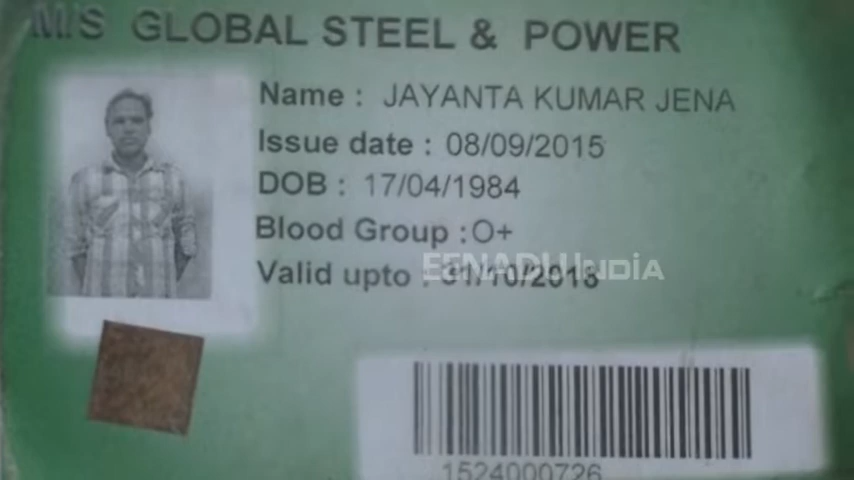 M/S GLOBAL STEEL & POWER
Name : JAYANTA KUMAR JENA
Issue date : 08/09/2015
DOB : 17/04/1984
Blood Group :O+
Valid upto : 31/10/2018
EENADU INDIA
1524000726